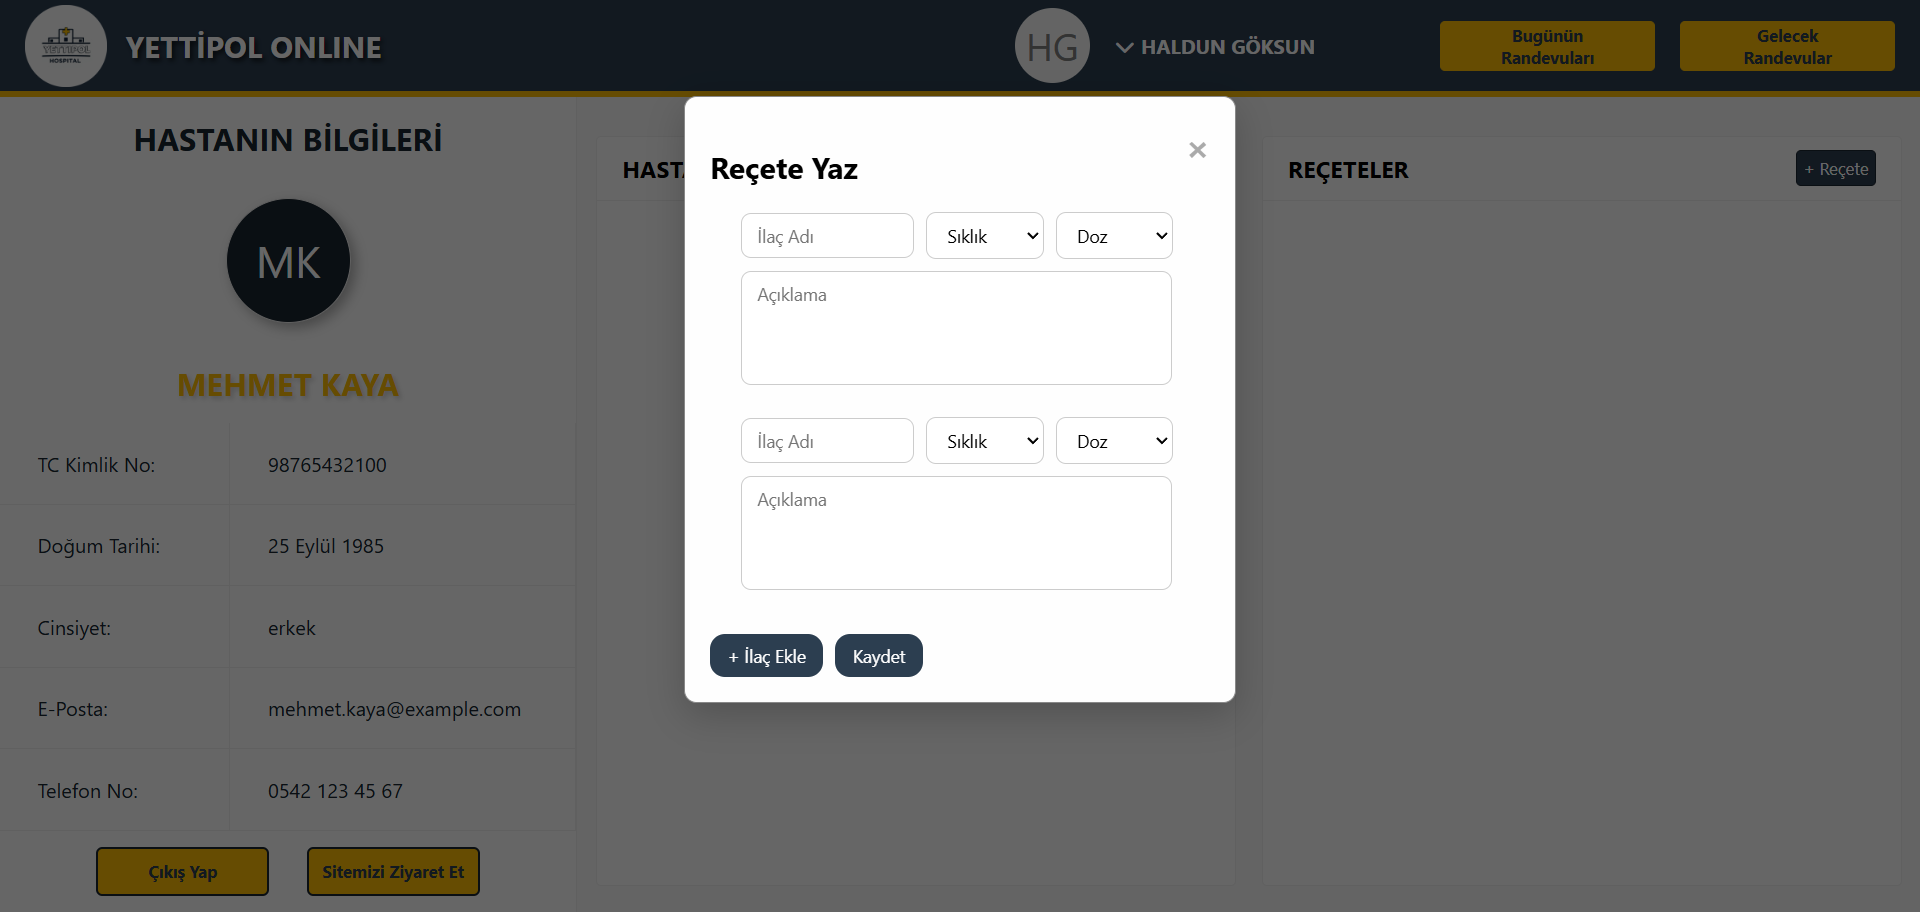 YETTİPOL
HOSPITAL
YETTİPOL ONLINE
HG
HALDUN GÖKSUN
Bugünün
Randevuları
Gelecek
Randevular
HASTANIN BİLGİLERİ
MK
MEHMET KAYA
TC Kimlik No:
98765432100
Doğum Tarihi:
25 Eylül 1985
Cinsiyet:
erkek
E-Posta:
mehmet.kaya@example.com
Telefon No:
0542 123 45 67
Çıkış Yap
Sitemizi Ziyaret Et
HAST
Reçete Yaz
×
İlaç Adı
Sıklık
Doz
Açıklama
İlaç Adı
Sıklık
Doz
Açıklama
+ İlaç Ekle
Kaydet
REÇETELER
+ Reçete